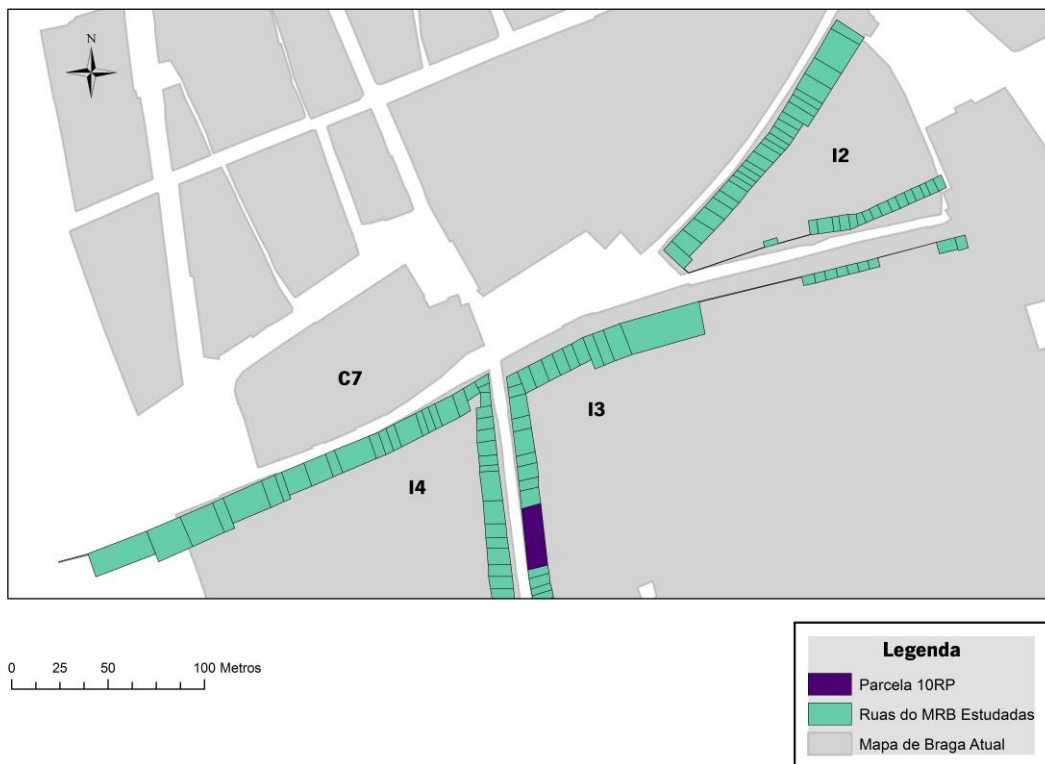 N
I2
C7
I3
I4
0 25 50 100 Metros
Legenda
Parcela 10RP
Ruas do MRB Estudadas
Mapa de Braga Atual